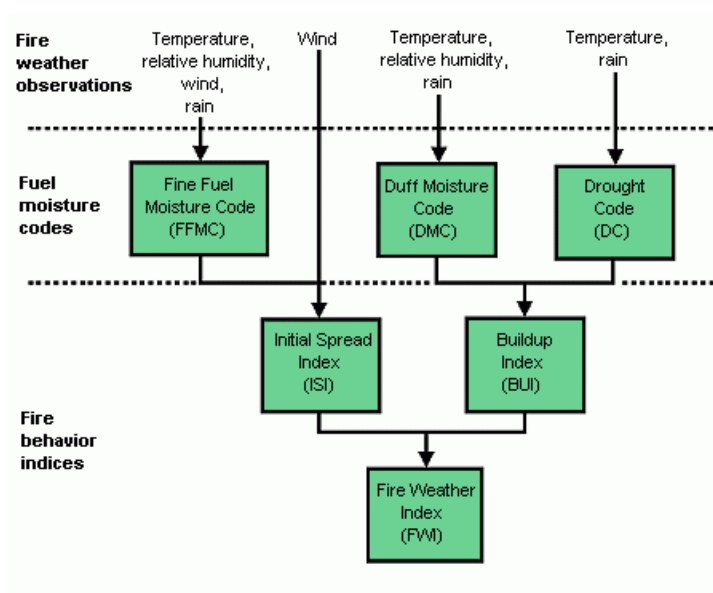 Fire
weather
observations
Temperature,
relative humidity,
wind,
rain
Wind
Temperature,
relative humidity,
rain
Temperature,
rain
Fuel
moisture
codes
Fine Fuel
Moisture Code
(FFMC)
Duff Moisture
Code
(DMC)
Drought
Code
(DC)
Fire
behavior
indices
Initial Spread
Index
(ISI)
Buildup
Index
(BUI)
Fire Weather
Index
(FWI)